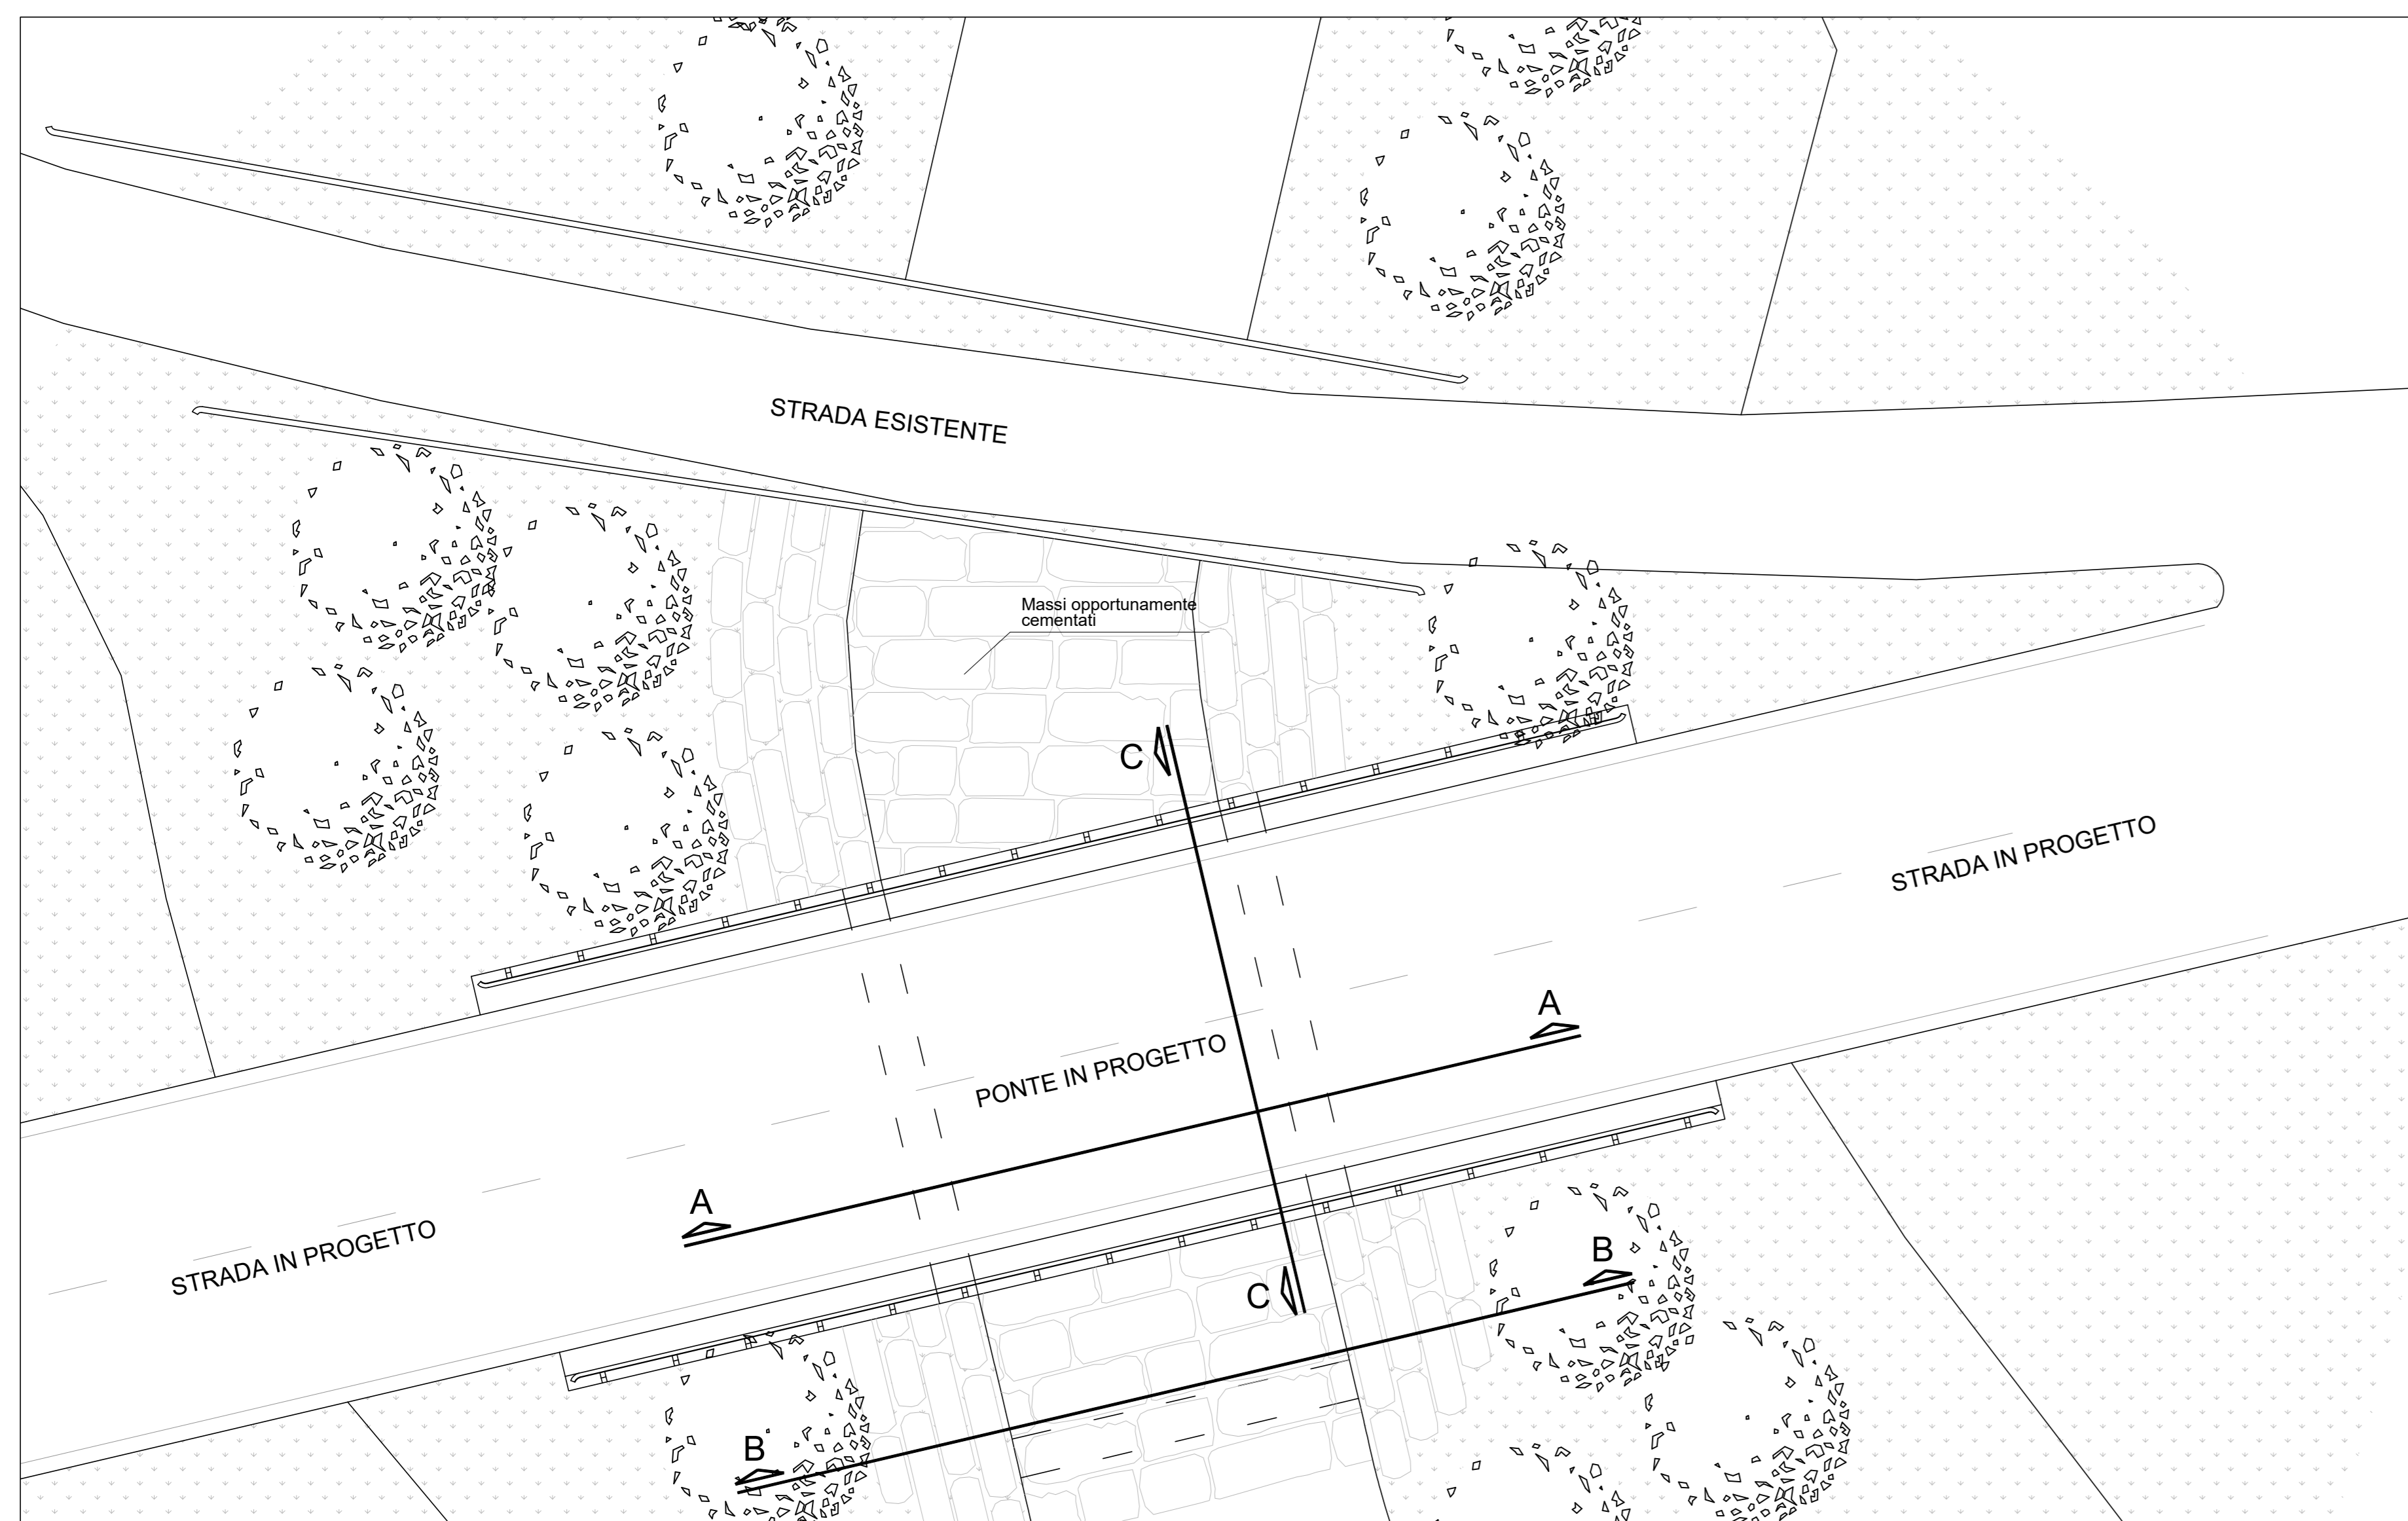 STRADA ESISTENTE
Massi opportunamente
cementati
C
STRADA IN PROGETTO
A
PONTE IN PROGETTO
A
STRADA IN PROGETTO
B
C
B